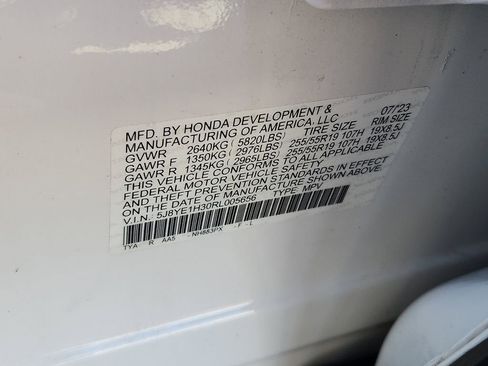 MFD. BY HONDA DEVELOPMENT & 07/23
MANUFACTURING OF AMERICA, LLC
GVWR 2640KG (5820LBS) TIRE SIZE RIM SIZE
GAWR F 1350KG (2976LBS) 255/55R19 107H 19X8.5J
GAWR R 1345KG (2965LBS) 255/55R19 107H 19X8.5J
THIS VEHICLE CONFORMS TO ALL APPLICABLE
FEDERAL MOTOR VEHICLE SAFETY
AND THEFT PREVENTION STANDARDS IN EFFECT
ON THE DATE OF MANUFACTURE SHOWN ABOVE.
V.I.N.: 5J8YE1H30RL005656 TYPE: MPV
TYA R AA5 NH883PX F - L